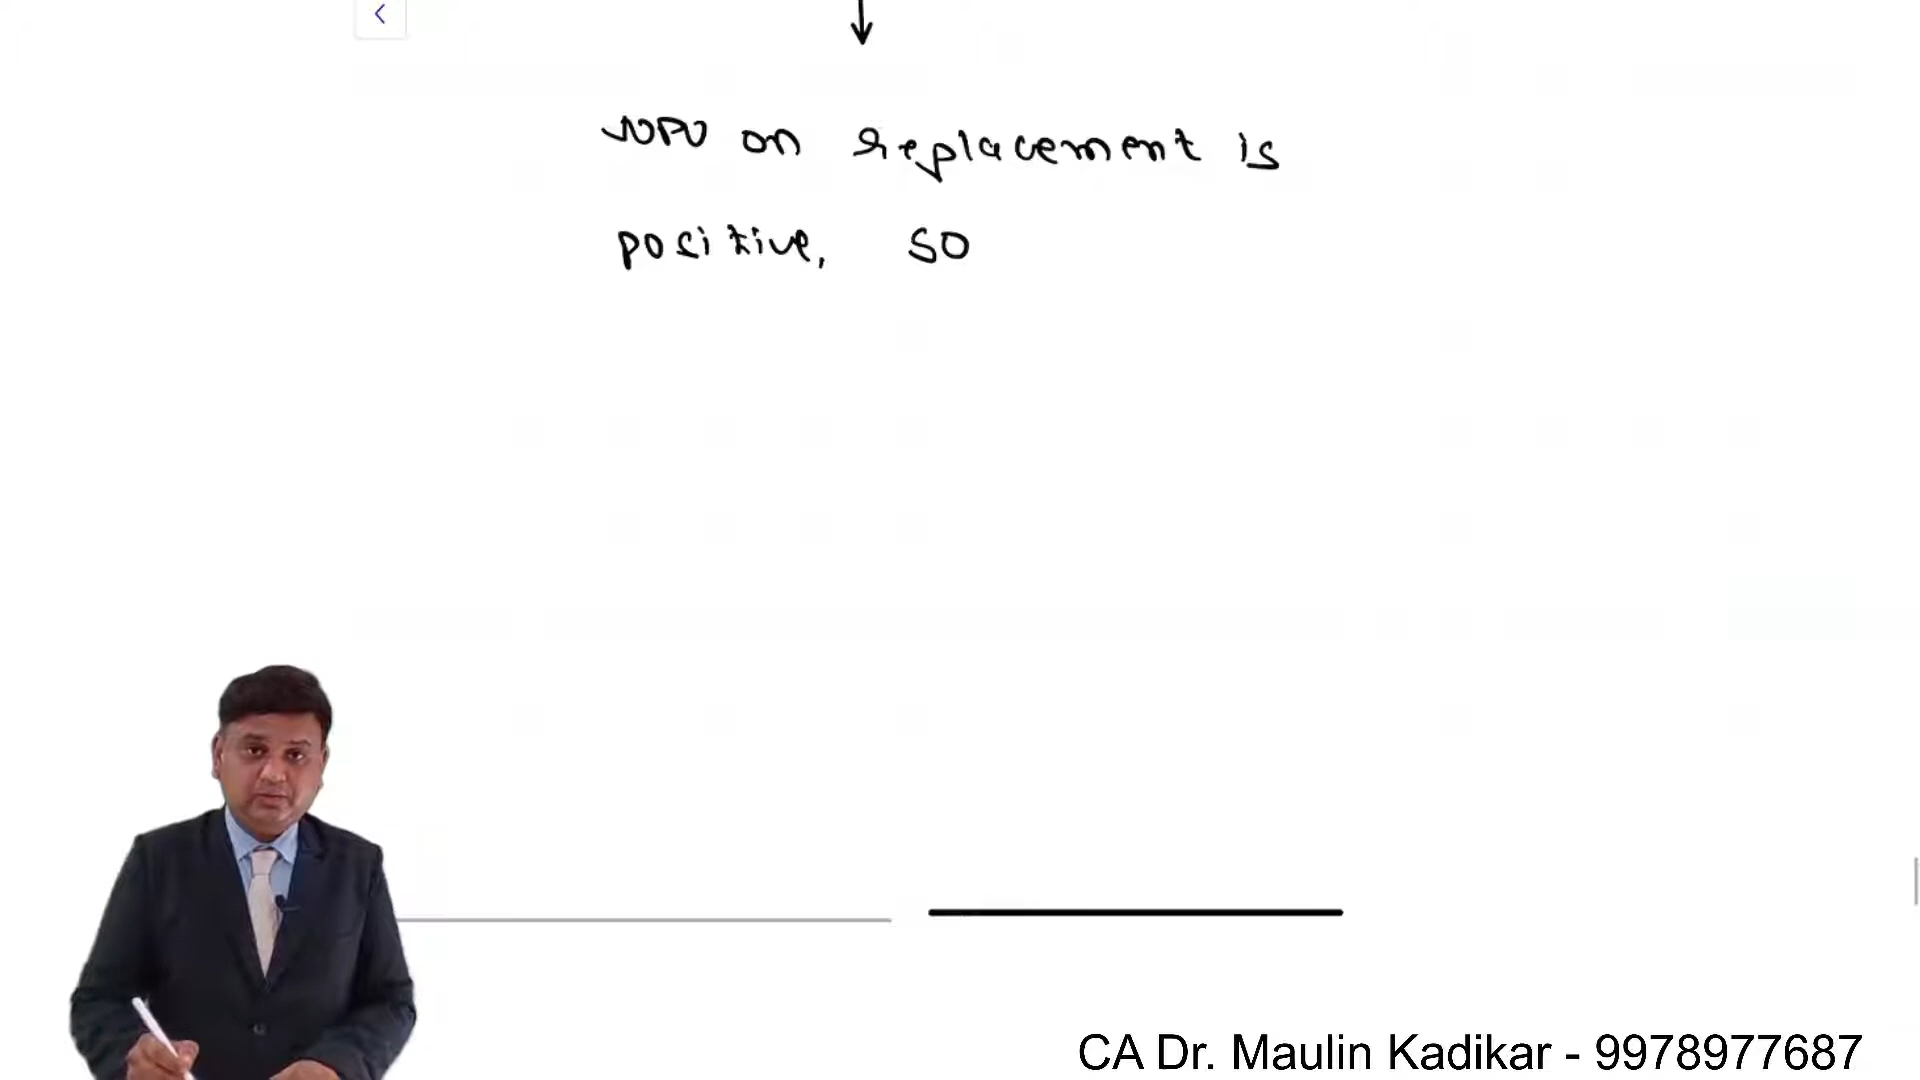 NPV on replacement is
positive, so
CA Dr. Maulin Kadikar - 9978977687